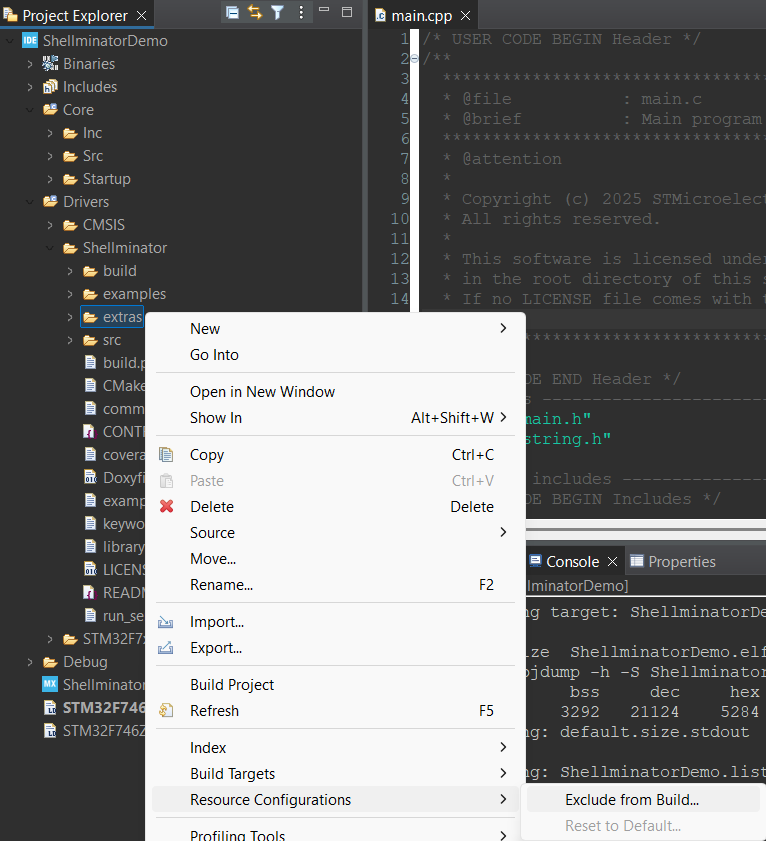 Project Explorer
ShellminatorDemo
Binaries
Includes
Core
Inc
Src
Startup
Drivers
CMSIS
Shellminator
build
examples
extras
src
build.p
CMake
comm
CONT
covera
Doxyfi
examp
keywo
library
LICENS
READM
run_se
STM32F7
Debug
Shellminator
STM32F746
STM32F746Z
main.cpp
1 /* USER CODE BEGIN Header */
2 /**
3 *********************************
4 * @file : main.c
5 * @brief : Main program
6 *********************************
7 * @attention
8 *
9 * Copyright (c) 2025 STMicroelect
10 * All rights reserved.
11 *
12 * This software is licensed under
13 * in the root directory of this s
14 * If no LICENSE file comes with t
DE END Header */
s ----------------------
main.h"
string.h"
includes ---------------
DE BEGIN Includes */
New
Go Into
Open in New Window
Show In Alt+Shift+W
Copy Ctrl+C
Paste Ctrl+V
Delete Delete
Source
Move...
Rename... F2
Import...
Export...
Build Project
Refresh F5
Index
Build Targets
Resource Configurations
Profiling Tools
Exclude from Build...
Reset to Default...
Console
Properties
lminatorDemo]
ng target: ShellminatorDe
ize ShellminatorDemo.elf
ojdump -h -S Shellminator
bss dec hex
3292 21124 5284
ng: default.size.stdout
ng: ShellminatorDemo.list